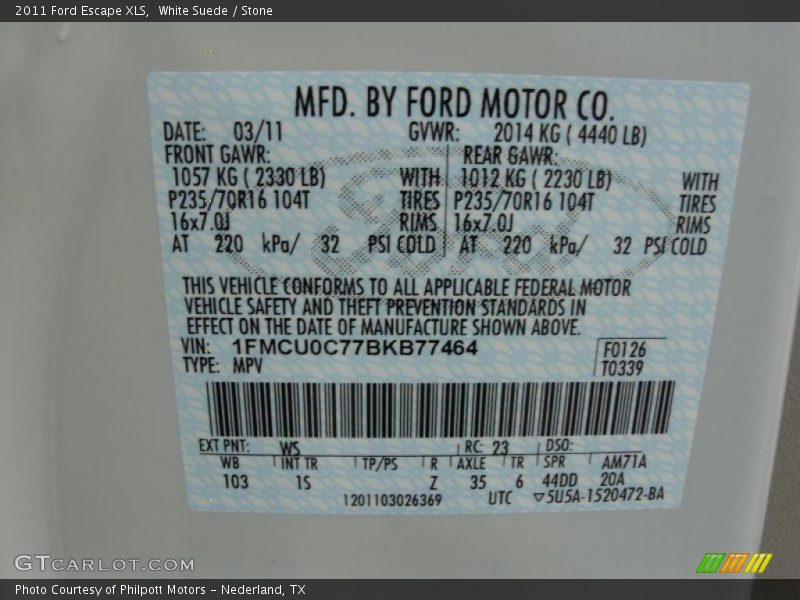 2011 Ford Escape XLS, White Suede / Stone
MFD. BY FORD MOTOR CO.
DATE: 03/11 GVWR: 2014 KG ( 4440 LB)
FRONT GAWR: REAR GAWR:
1057 KG ( 2330 LB) WITH 1012 KG ( 2230 LB) WITH
P235/70R16 104T TIRES P235/70R16 104T TIRES
16x7.0J RIMS 16x7.0J RIMS
AT 220 kPa/ 32 PSI COLD AT 220 kPa/ 32 PSI COLD
THIS VEHICLE CONFORMS TO ALL APPLICABLE FEDERAL MOTOR
VEHICLE SAFETY AND THEFT PREVENTION STANDARDS IN
EFFECT ON THE DATE OF MANUFACTURE SHOWN ABOVE.
VIN: 1FMCU0C77BKB77464 F0126
TYPE: MPV T0339
EXT PNT: WS RC: 23 DSO:
WB INT TR TP/PS R AXLE TR SPR AM71A
103 1S Z 35 6 44DD 20A
1201103026369 UTC ▽5U5A-1520472-BA
GTCARLOT.COM
Photo Courtesy of Philpott Motors - Nederland, TX